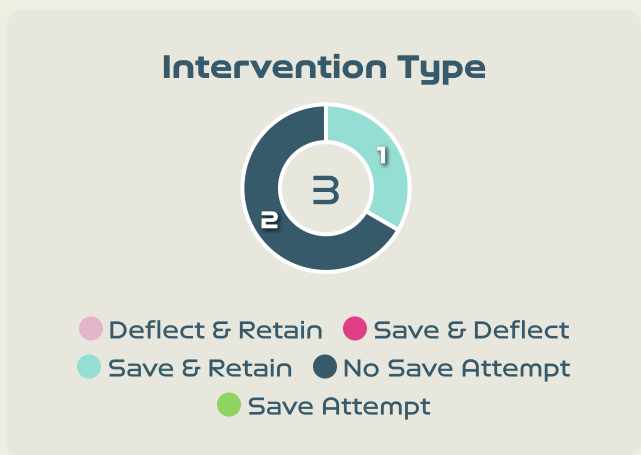 Intervention Type
1
3
2
Deflect & Retain Save & Deflect
Save & Retain No Save Attempt
Save Attempt